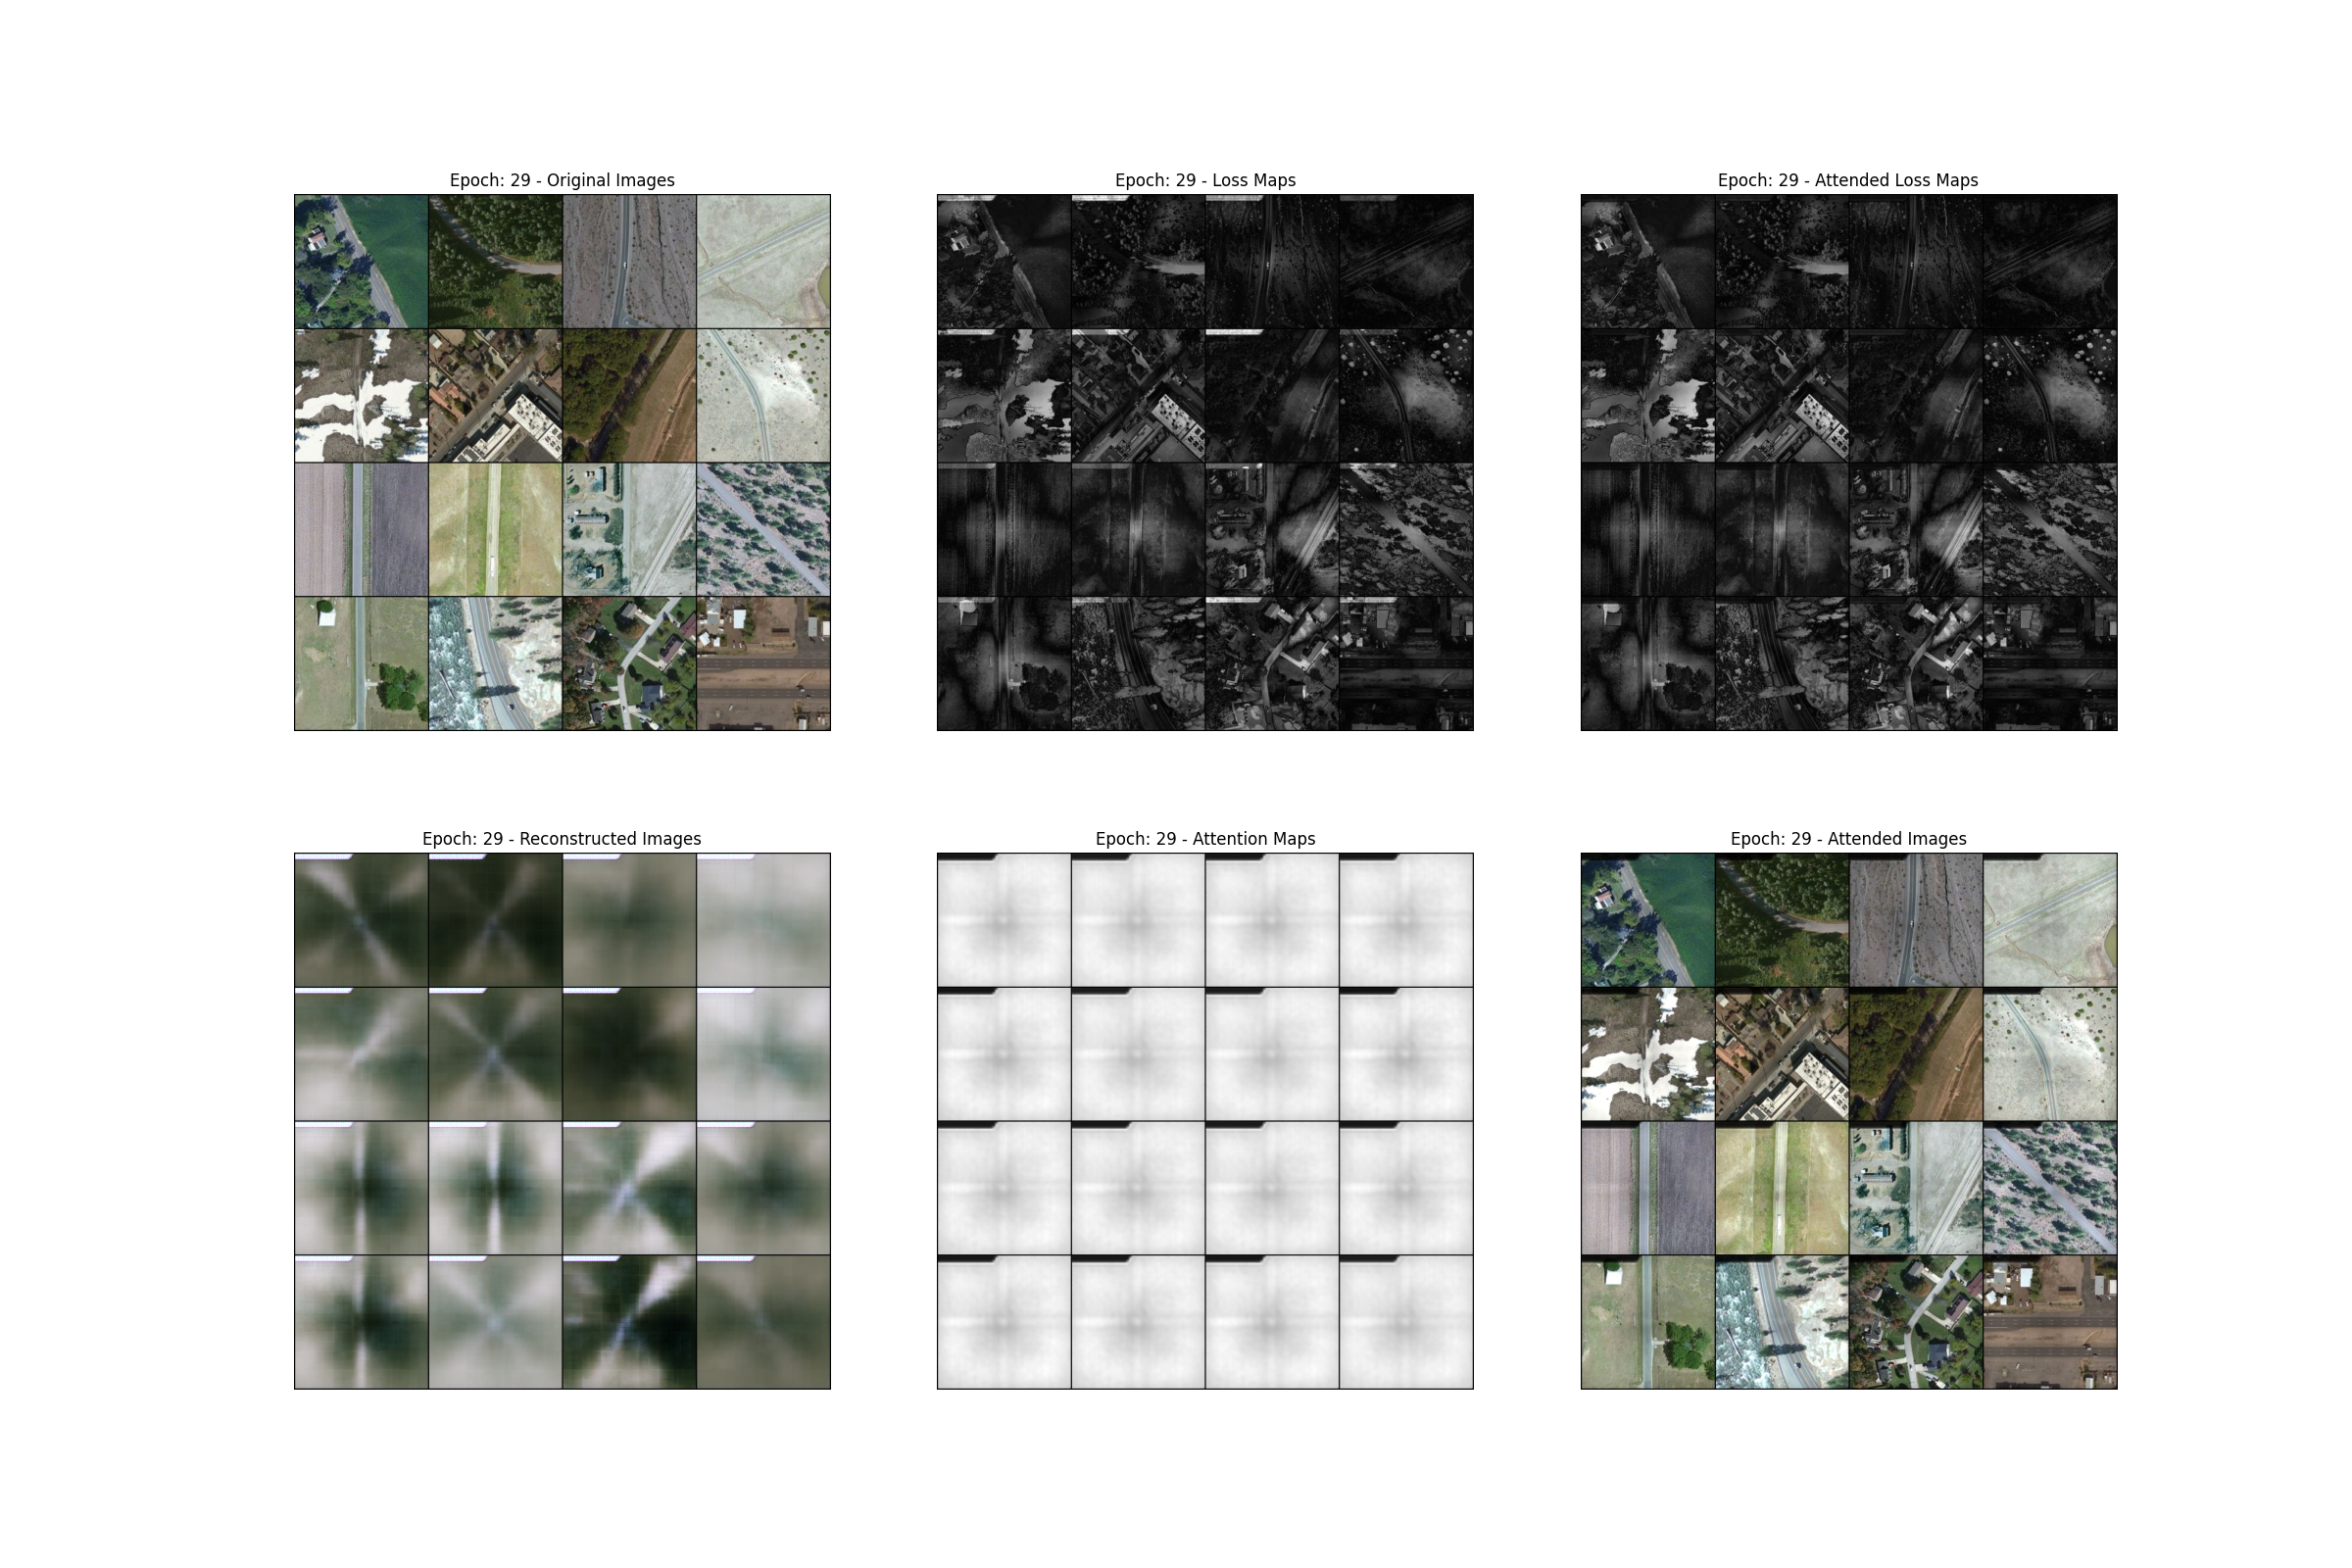 Epoch: 29 - Original Images
Epoch: 29 - Loss Maps
Epoch: 29 - Attended Loss Maps
Epoch: 29 - Reconstructed Images
Epoch: 29 - Attention Maps
Epoch: 29 - Attended Images